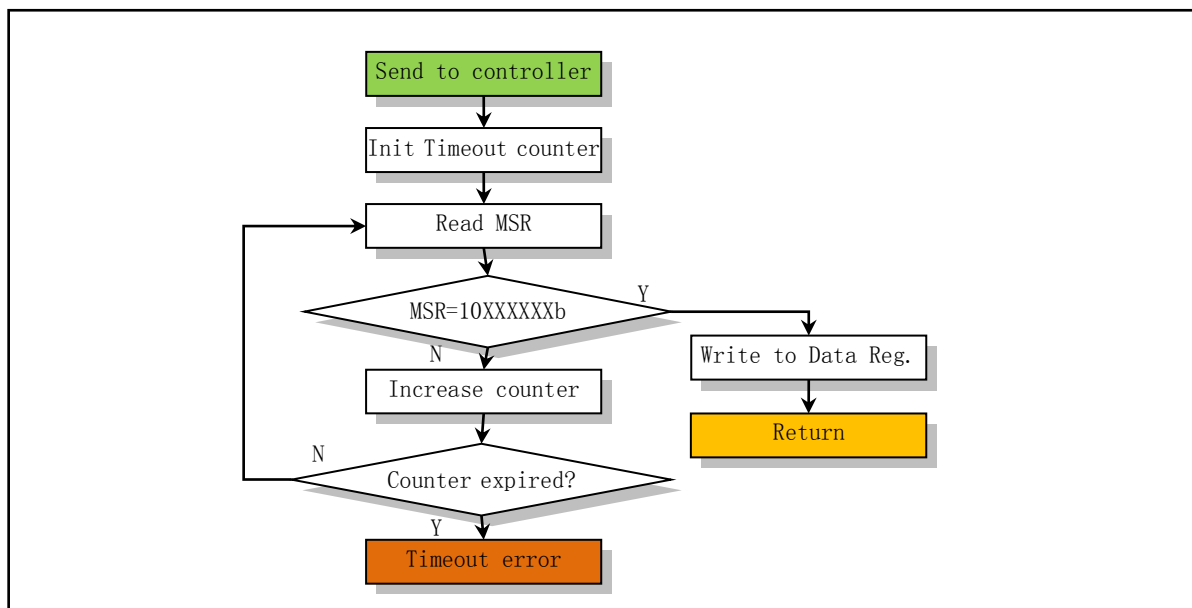 Send to controller
Init Timeout counter
Read MSR
MSR=10XXXXXXb
Y
N
Write to Data Reg.
Increase counter
Return
N
Counter expired?
Y
Timeout error